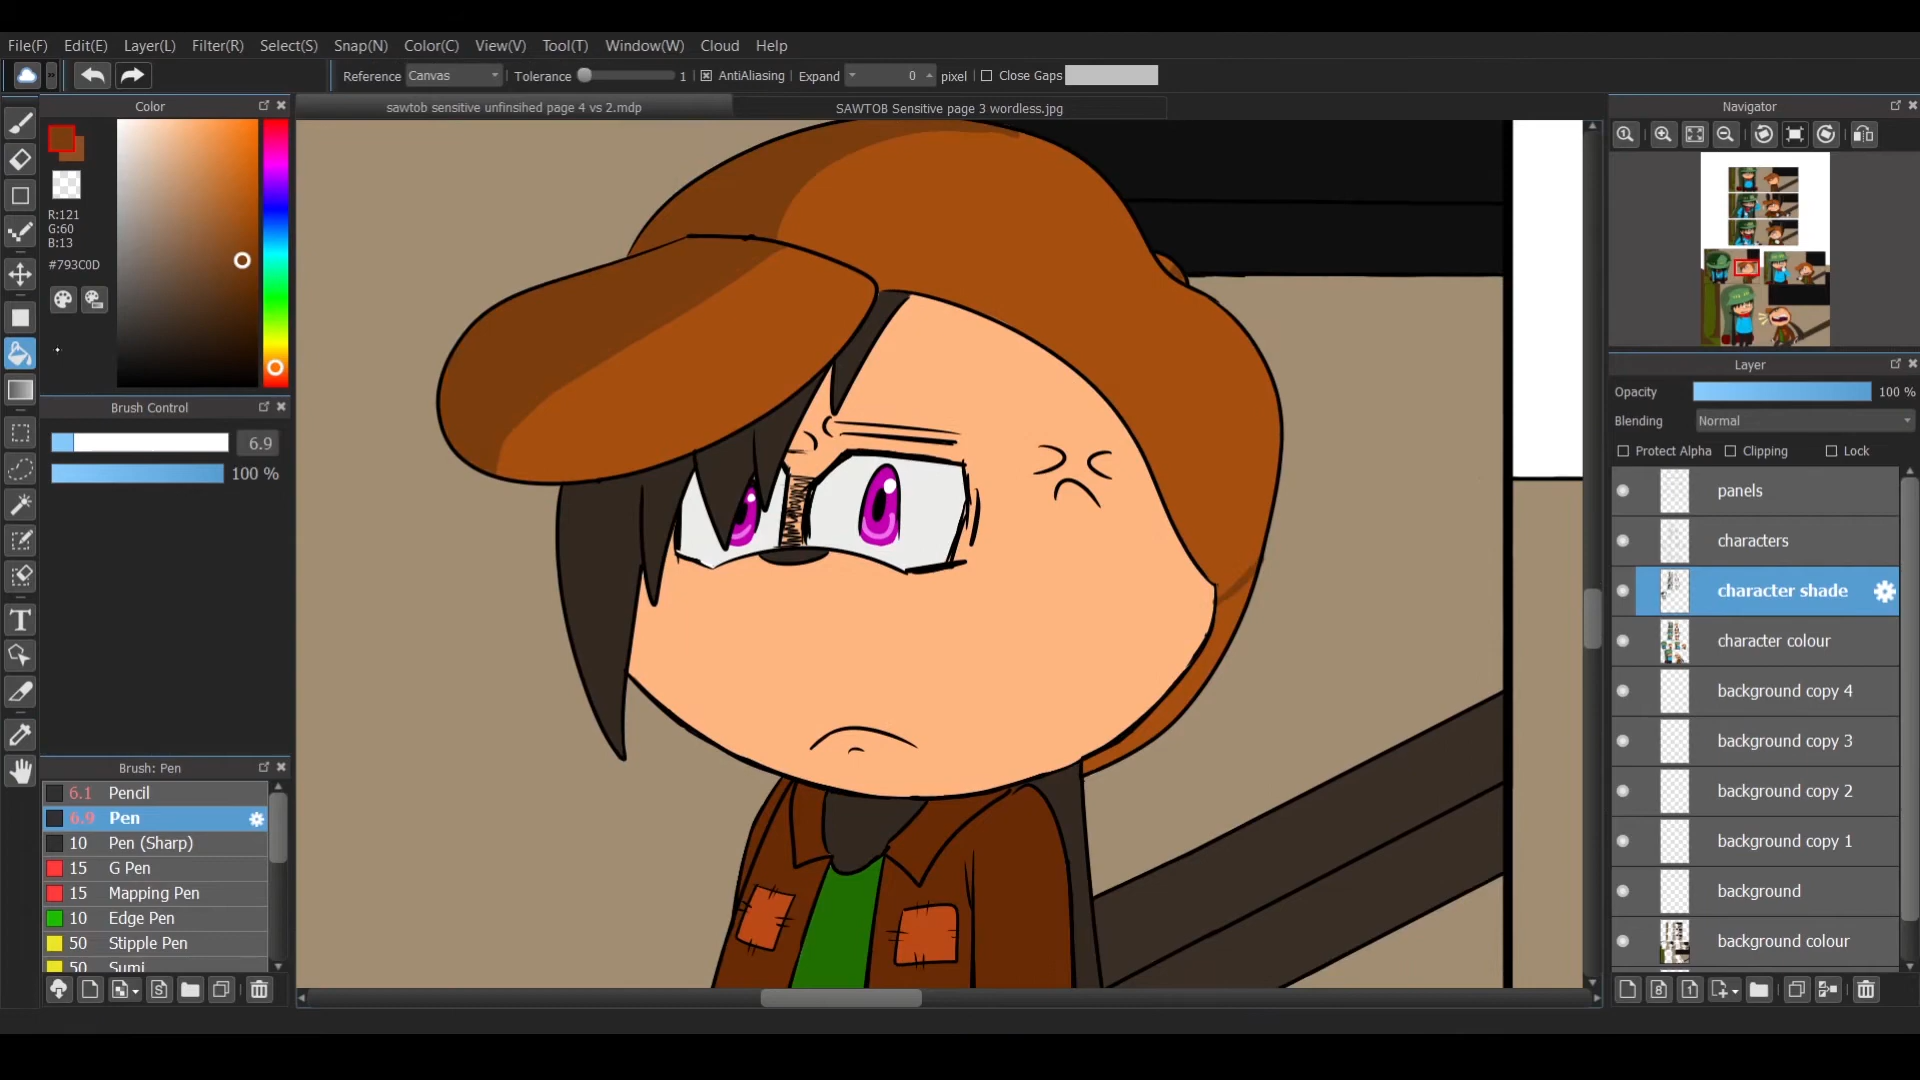 File(F) Edit(E) Layer(L) Filter(R) Select(S) Snap(N) Color(C) View(V) Tool(T) Window(W) Cloud Help
» Reference Canvas Tolerance 1 AntiAliasing Expand 0 pixel Close Gaps
Color
sawtob sensitive unfinsihed page 4 vs 2.mdp
SAWTOB Sensitive page 3 wordless.jpg
Navigator
R:121
G:60
B:13
#793C0D
Brush Control
6.9
100 %
Brush: Pen
6.1 Pencil
6.9 Pen
10 Pen (Sharp)
15 G Pen
15 Mapping Pen
10 Edge Pen
50 Stipple Pen
50 Sumi
Layer
Opacity 100 %
Blending Normal
Protect Alpha Clipping Lock
panels
characters
character shade
character colour
background copy 4
background copy 3
background copy 2
background copy 1
background
background colour